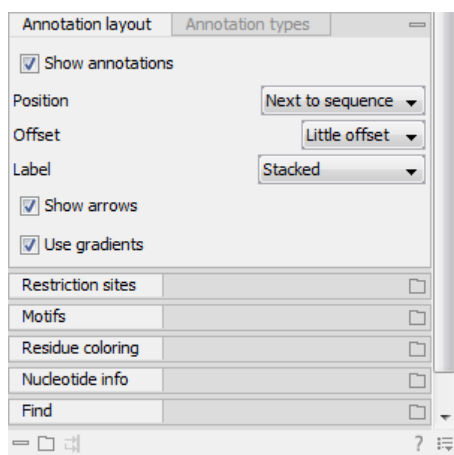 Annotation layout Annotation types
Show annotations
Position Next to sequence
Offset Little offset
Label Stacked
Show arrows
Use gradients
Restriction sites
Motifs
Residue coloring
Nucleotide info
Find
?